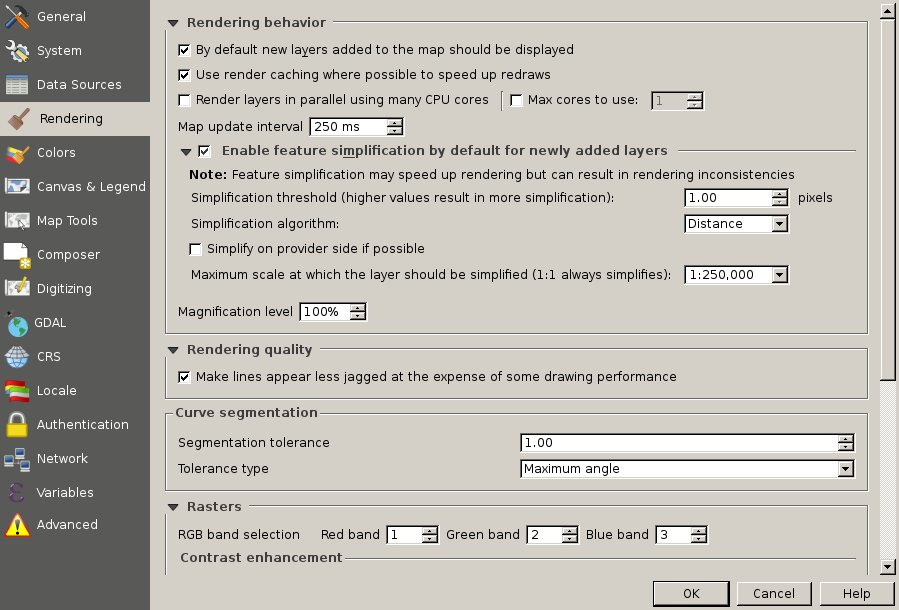 General
System
Data Sources
Rendering
Colors
Canvas & Legend
Map Tools
Composer
Digitizing
GDAL
CRS
Locale
Authentication
Network
Variables
Advanced
Rendering behavior
By default new layers added to the map should be displayed
Use render caching where possible to speed up redraws
Render layers in parallel using many CPU cores Max cores to use: 1
Map update interval 250 ms
Enable feature simplification by default for newly added layers
Note: Feature simplification may speed up rendering but can result in rendering inconsistencies
Simplification threshold (higher values result in more simplification): 1.00 pixels
Simplification algorithm: Distance
Simplify on provider side if possible
Maximum scale at which the layer should be simplified (1:1 always simplifies): 1:250,000
Magnification level 100%
Rendering quality
Make lines appear less jagged at the expense of some drawing performance
Curve segmentation
Segmentation tolerance 1.00
Tolerance type Maximum angle
Rasters
RGB band selection Red band 1 Green band 2 Blue band 3
Contrast enhancement
OK Cancel Help